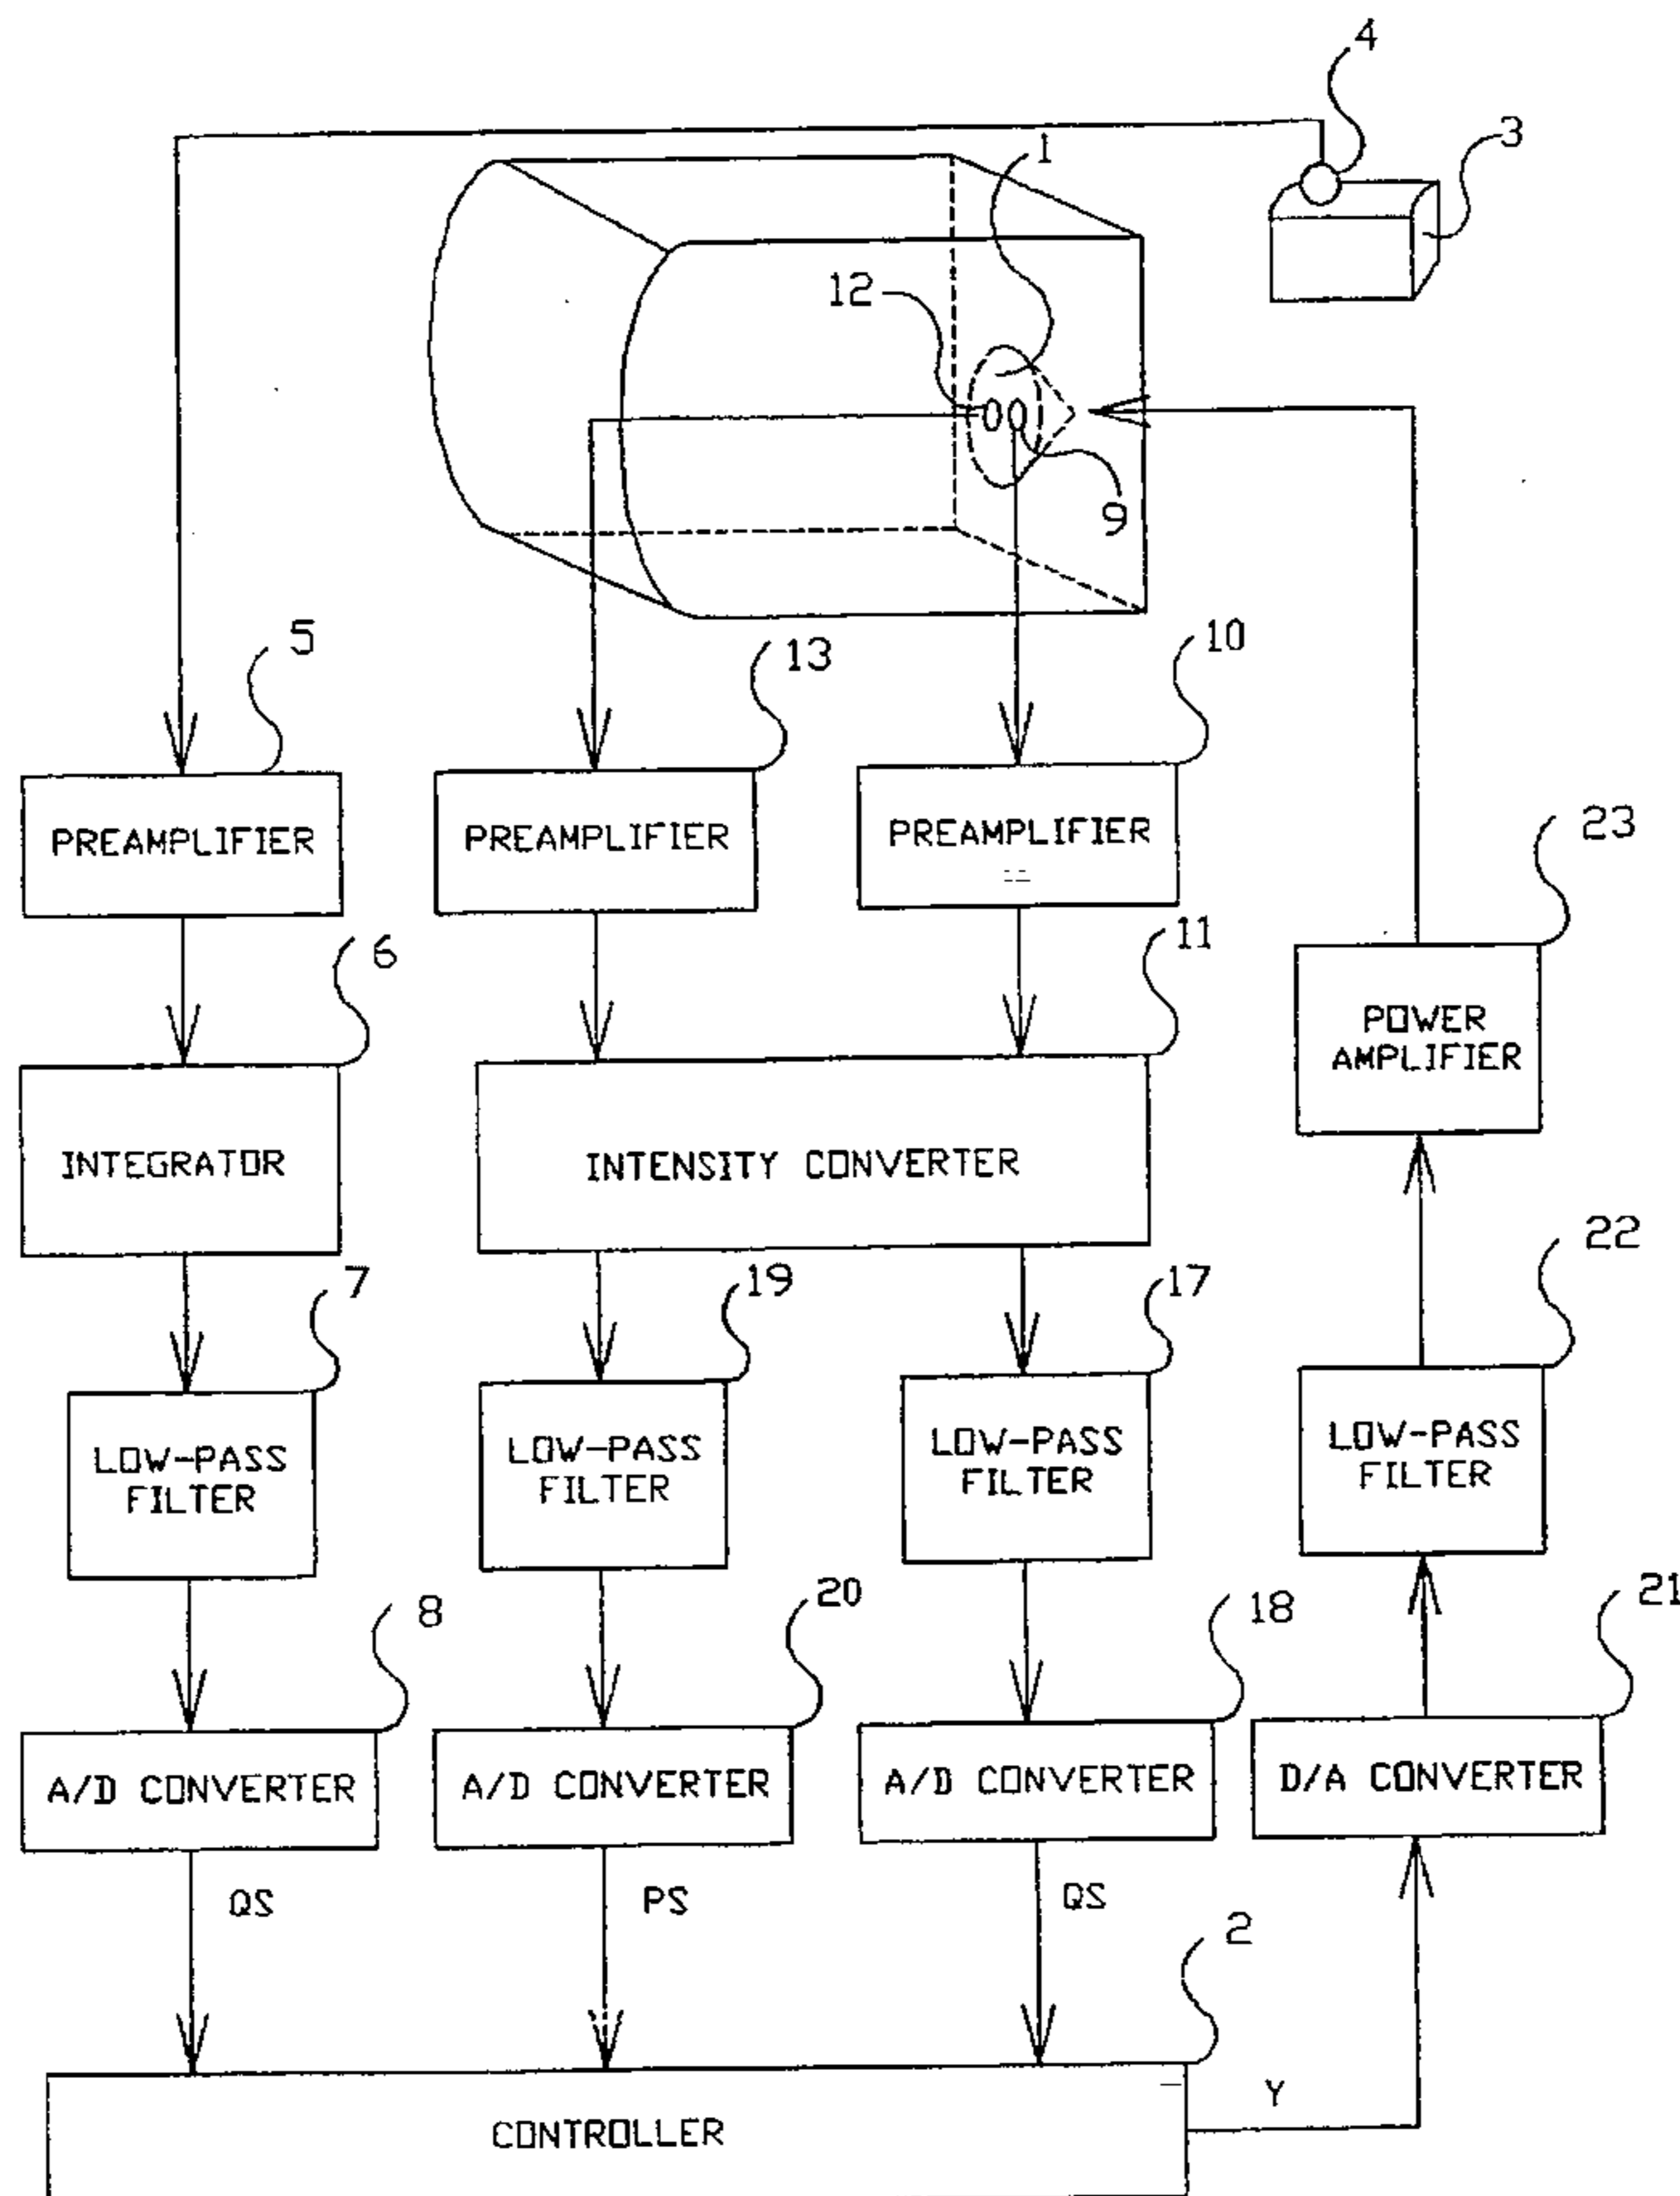 4
3
1
12
9
5
13
10
PREAMPLIFIER
PREAMPLIFIER
PREAMPLIFIER
23
6
11
POWER
AMPLIFIER
INTEGRATOR
INTENSITY CONVERTER
22
7
19
17
LOW-PASS
FILTER
LOW-PASS
FILTER
LOW-PASS
FILTER
LOW-PASS
FILTER
8
20
18
21
A/D CONVERTER
A/D CONVERTER
A/D CONVERTER
D/A CONVERTER
QS
PS
QS
2
Y
CONTROLLER